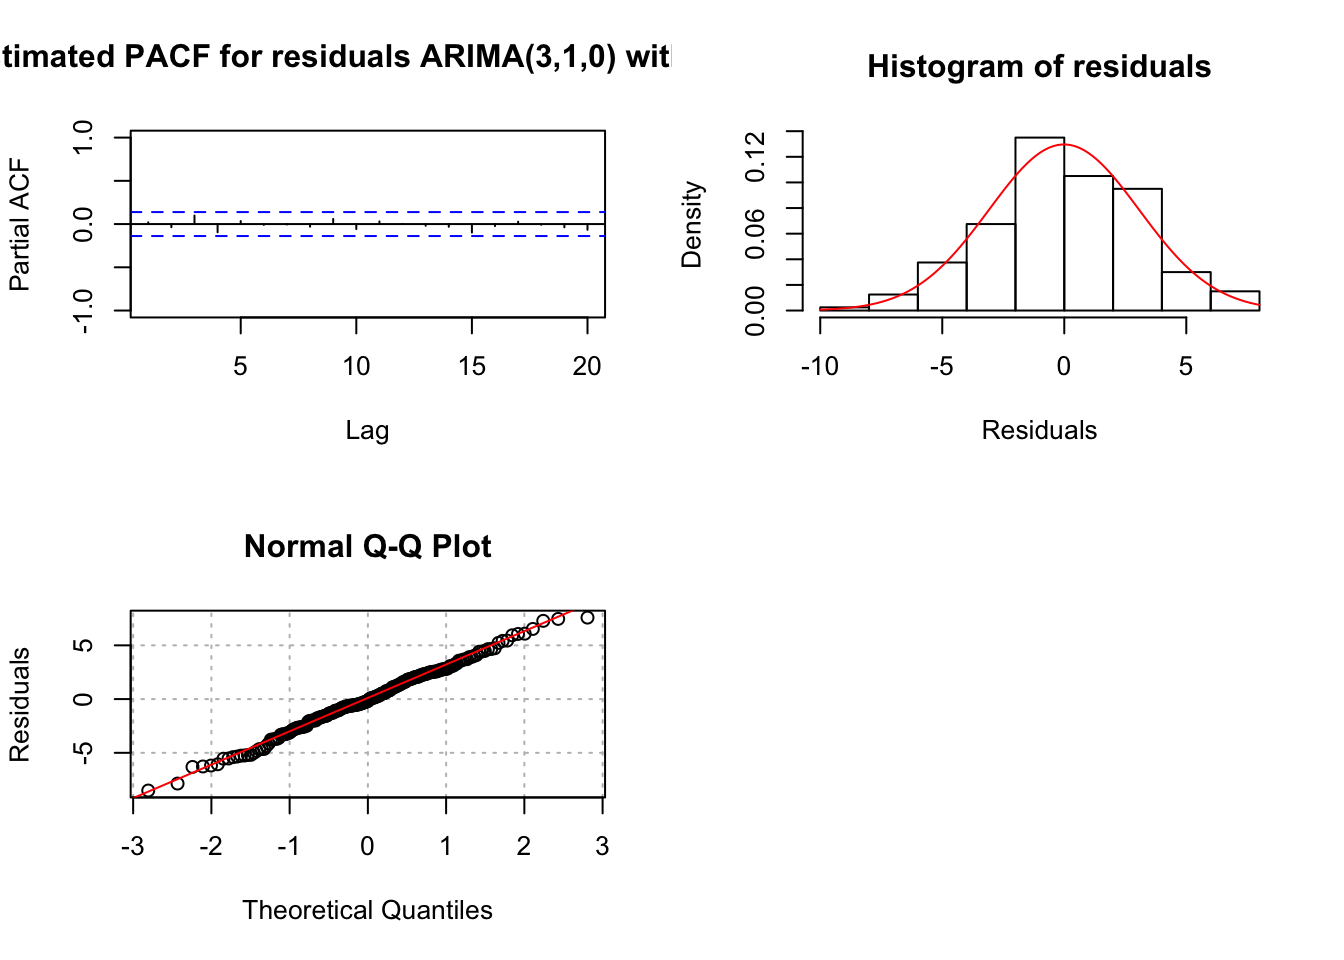 stimated PACF for residuals ARIMA(3,1,0) wit
Partial ACF
1.0
0.0
-1.0
5
10
15
20
Lag
Histogram of residuals
Density
0.12
0.06
0.00
-10
-5
0
5
Residuals
Normal Q-Q Plot
Residuals
5
0
-5
-3
-2
-1
0
1
2
3
Theoretical Quantiles